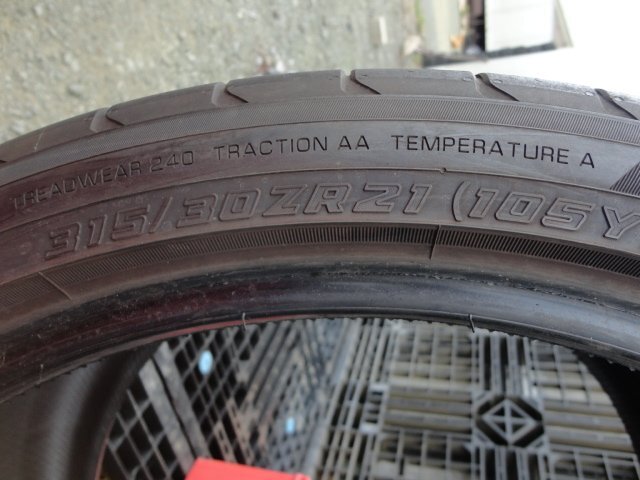 TREADWEAR 240 TRACTION AA TEMPERATURE A
315/30ZR21 (105Y